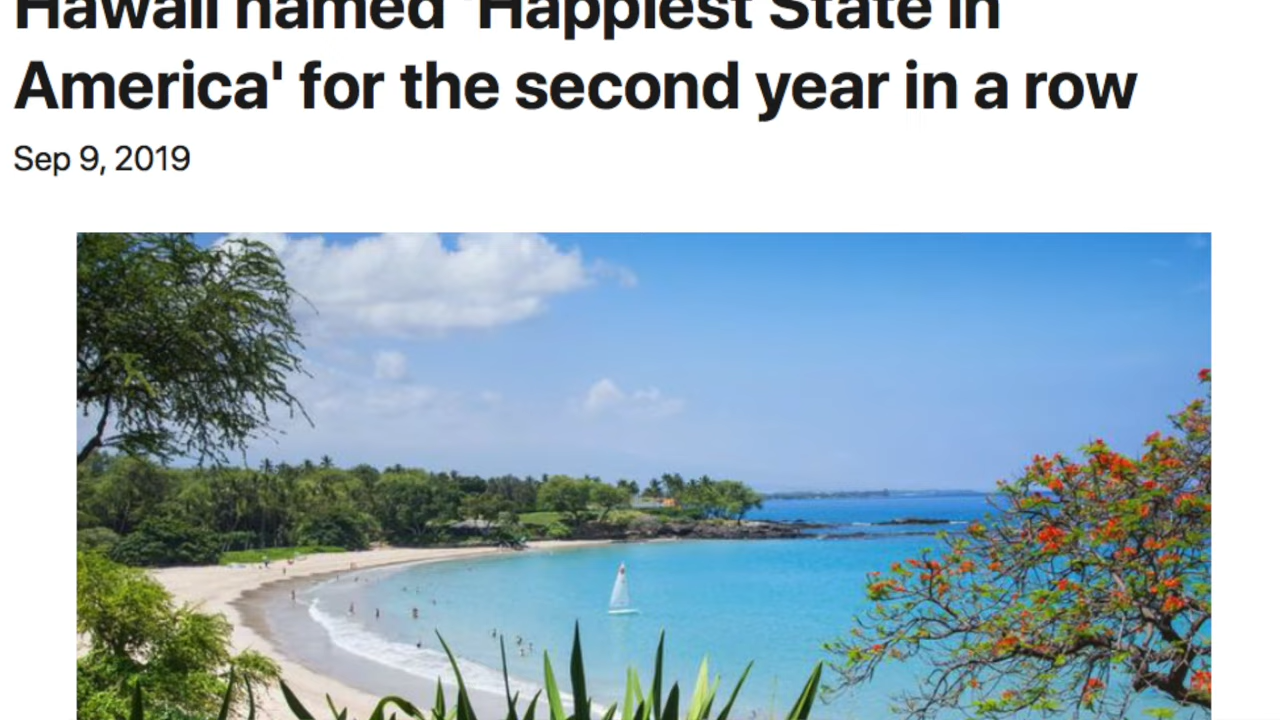 Hawaii named 'Happiest State in
America' for the second year in a row
Sep 9, 2019